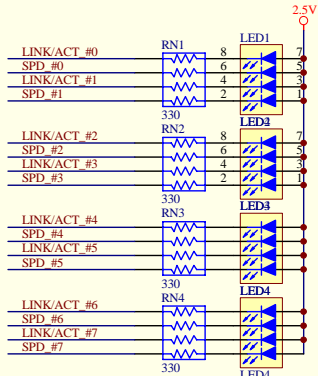 2.5V
RN1 LED1
LINK/ACT_#0 8 7
SPD_#0 6 5
LINK/ACT_#1 4 3
SPD_#1 2 1
330
RN2 LED2
LINK/ACT_#2 8 7
SPD_#2 6 5
LINK/ACT_#3 4 3
SPD_#3 2 1
330
RN3 LED3
LINK/ACT_#4
SPD_#4
LINK/ACT_#5
SPD_#5
330
RN4 LED4
LINK/ACT_#6
SPD_#6
LINK/ACT_#7
SPD_#7
330 LED4